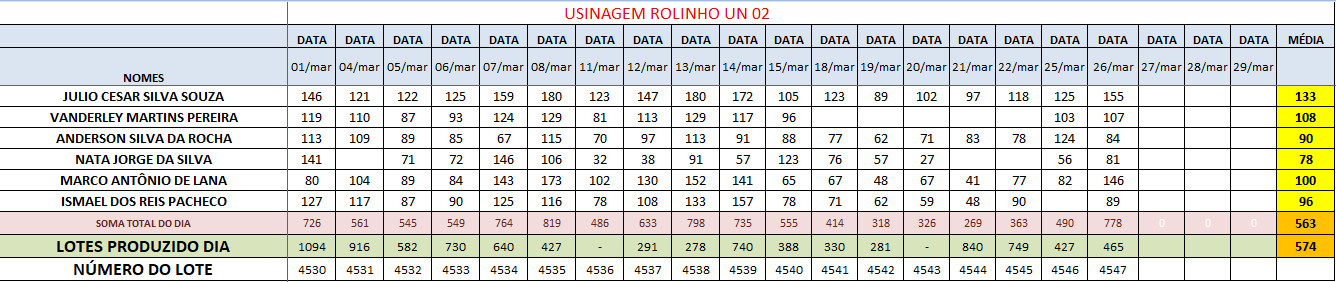 USINAGEM ROLINHO UN 02
DATA DATA DATA DATA DATA DATA DATA DATA DATA DATA DATA DATA DATA DATA DATA DATA DATA DATA DATA DATA DATA MÉDIA
NOMES 01/mar 04/mar 05/mar 06/mar 07/mar 08/mar 11/mar 12/mar 13/mar 14/mar 15/mar 18/mar 19/mar 20/mar 21/mar 22/mar 25/mar 26/mar 27/mar 28/mar 29/mar
JULIO CESAR SILVA SOUZA 146 121 122 125 159 180 123 147 180 172 105 123 89 102 97 118 125 155 133
VANDERLEY MARTINS PEREIRA 119 110 87 93 124 129 81 113 129 117 96 103 107 108
ANDERSON SILVA DA ROCHA 113 109 89 85 67 115 70 97 113 91 88 77 62 71 83 78 124 84 90
NATA JORGE DA SILVA 141 71 72 146 106 32 38 91 57 123 76 57 27 56 81 78
MARCO ANTÔNIO DE LANA 80 104 89 84 143 173 102 130 152 141 65 67 48 67 41 77 82 146 100
ISMAEL DOS REIS PACHECO 127 117 87 90 125 116 78 108 133 157 78 71 62 59 48 90 89 96
SOMA TOTAL DO DIA 726 561 545 549 764 819 486 633 798 735 555 414 318 326 269 363 490 778 0 0 0 563
LOTES PRODUZIDO DIA 1094 916 582 730 640 427 - 291 278 740 388 330 281 - 840 749 427 465 574
NÚMERO DO LOTE 4530 4531 4532 4533 4534 4535 4536 4537 4538 4539 4540 4541 4542 4543 4544 4545 4546 4547